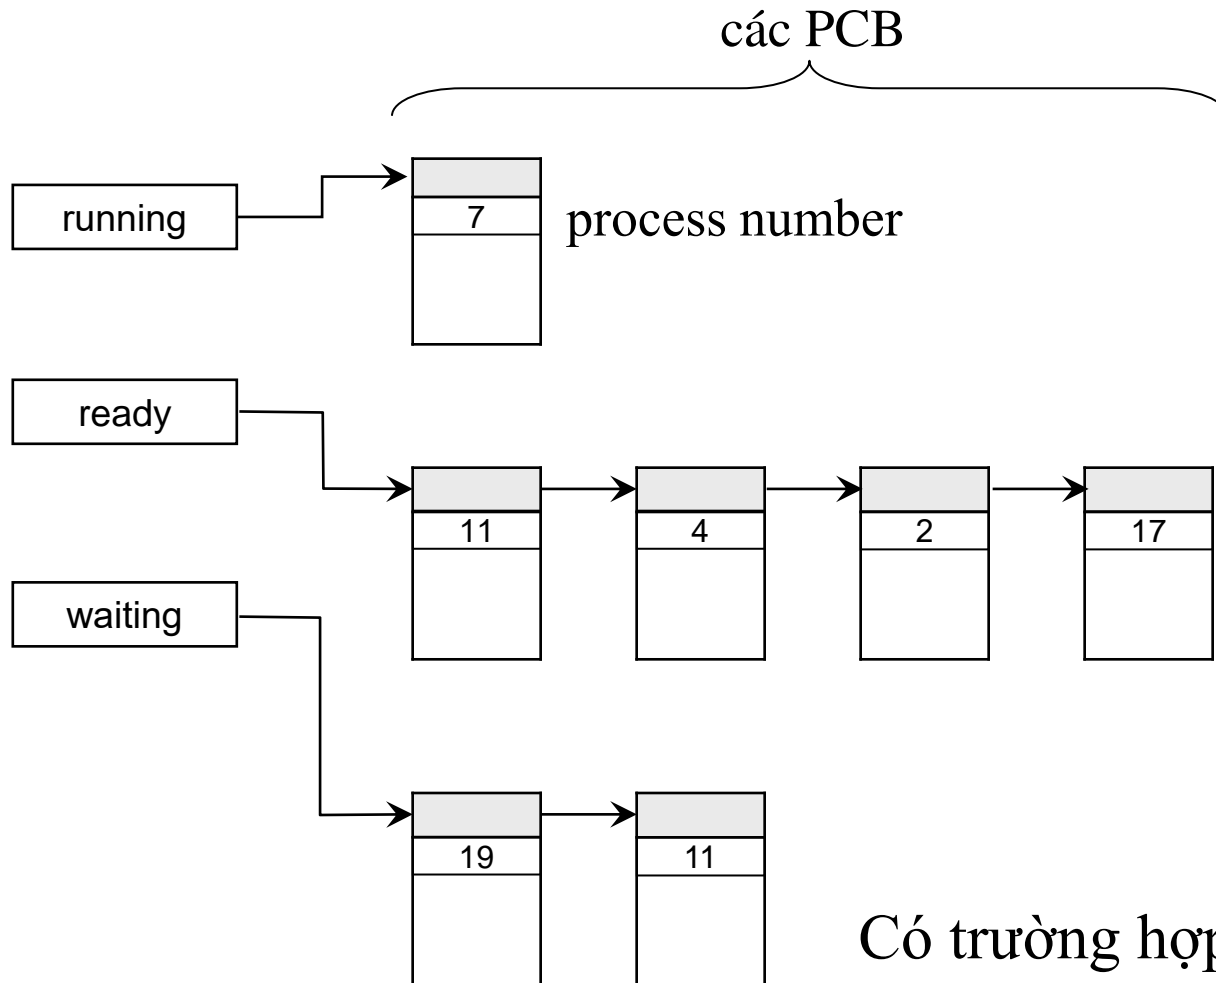 các PCB
running
7 process number
ready
11 4 2 17
waiting
19 11
Có trường hợp